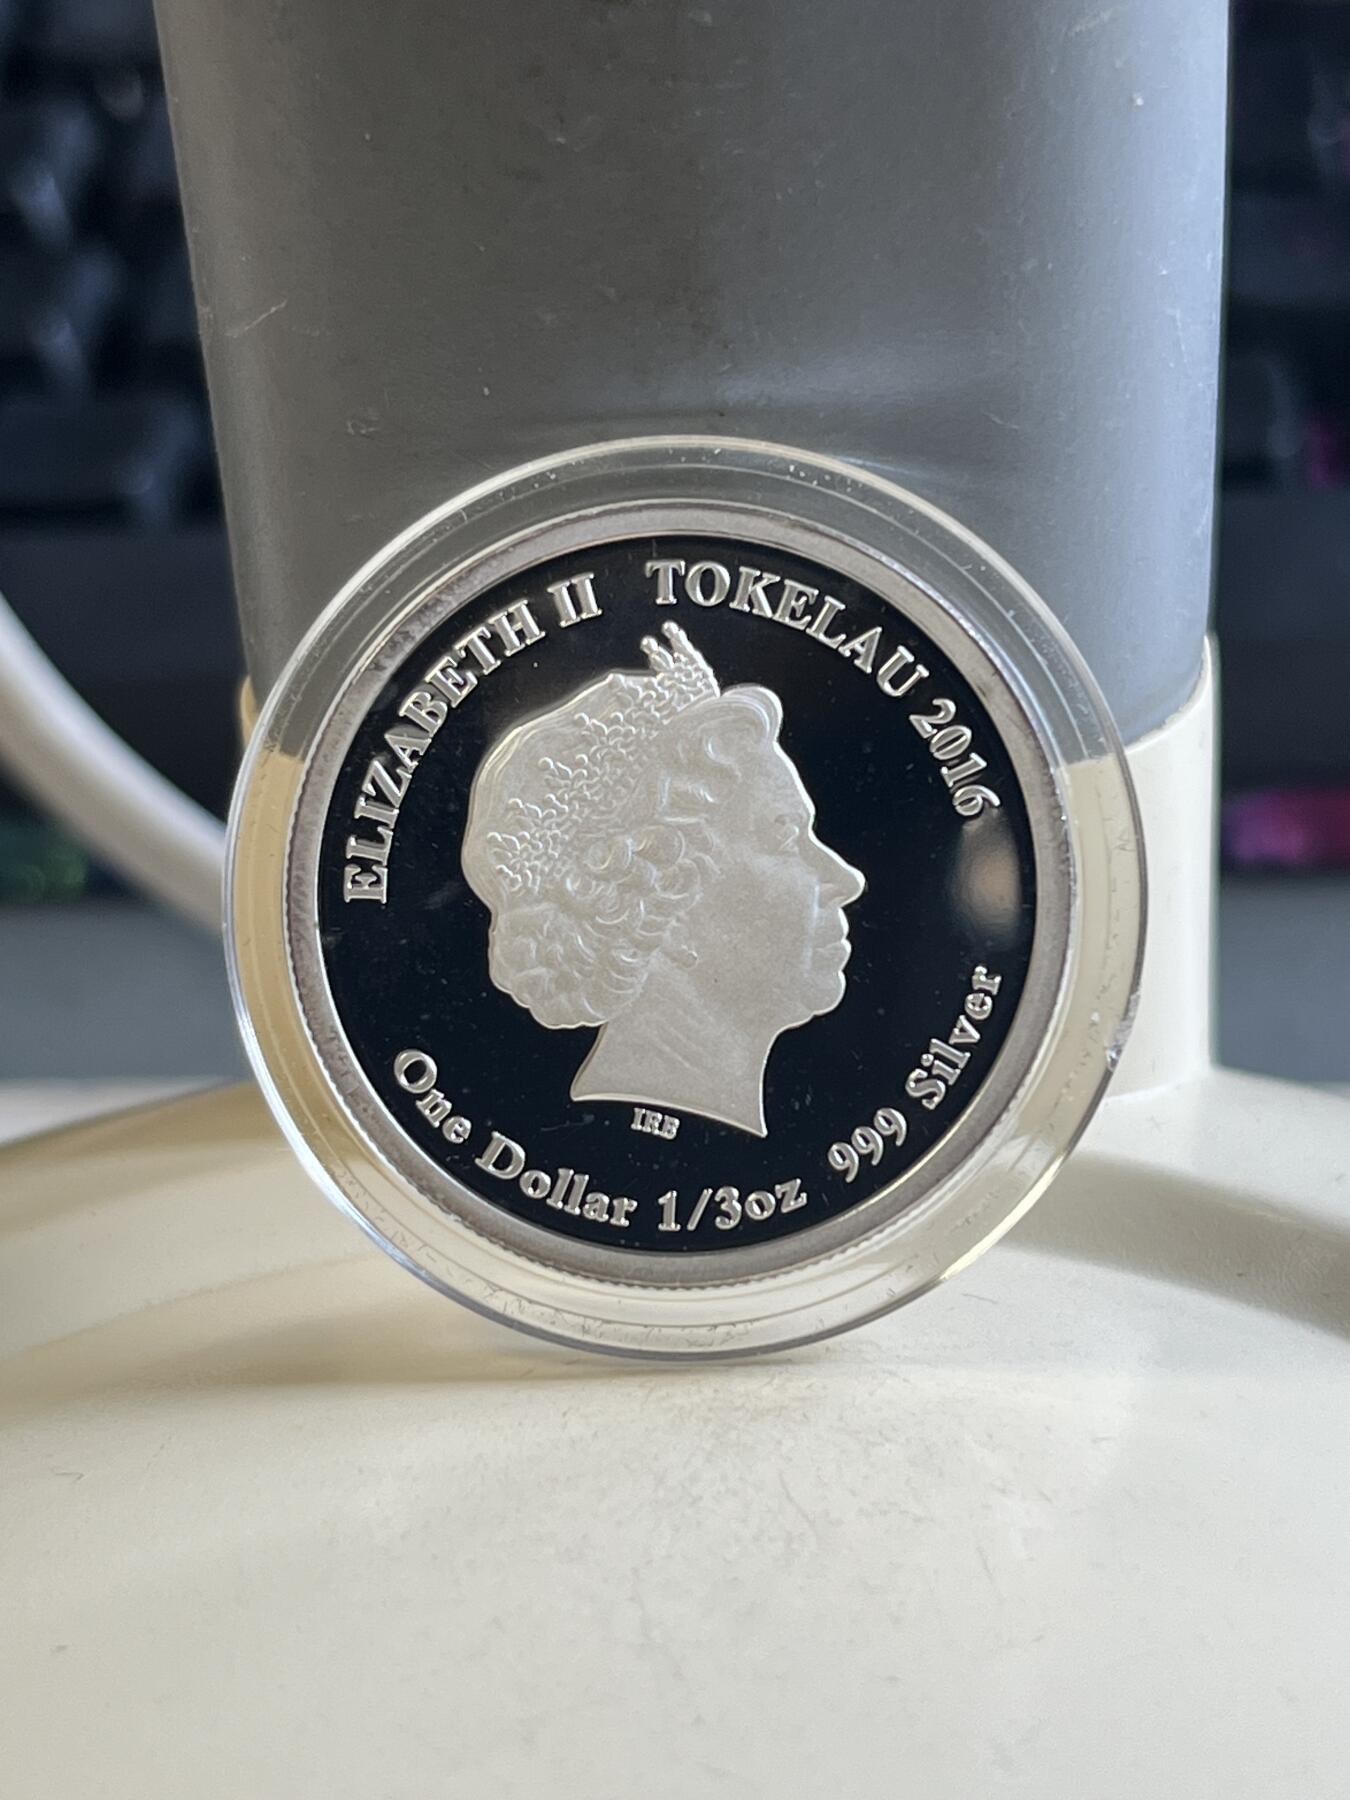 ELIZABETH II TOKELAU 2016
IRB
One Dollar 1/3oz 999 Silver